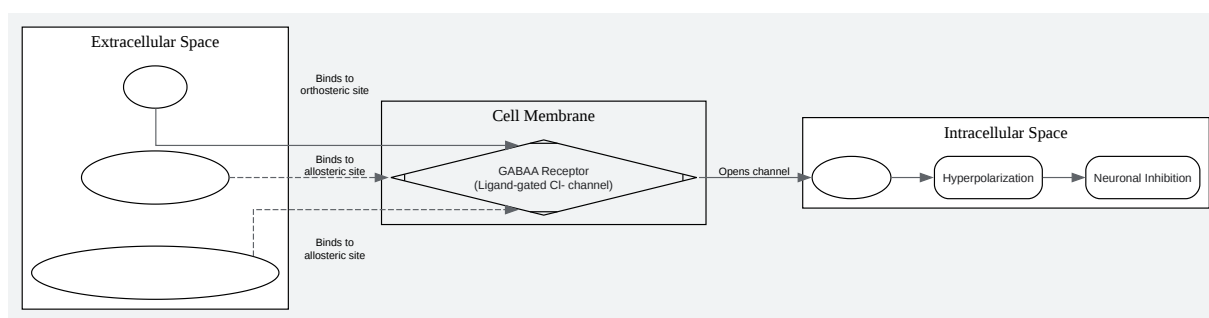 Extracellular Space
Binds to
orthosteric site
Binds to
allosteric site
Binds to
allosteric site
Cell Membrane
GABAA Receptor
(Ligand-gated Cl- channel)
Opens channel
Intracellular Space
Hyperpolarization
Neuronal Inhibition